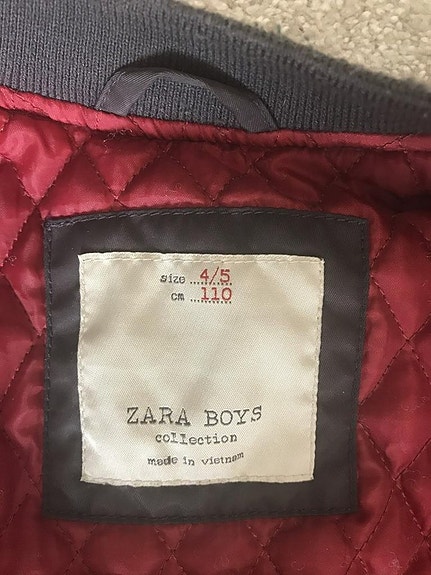 size 4/5
cm 110
ZARA BOYS
collection
made in vietnam